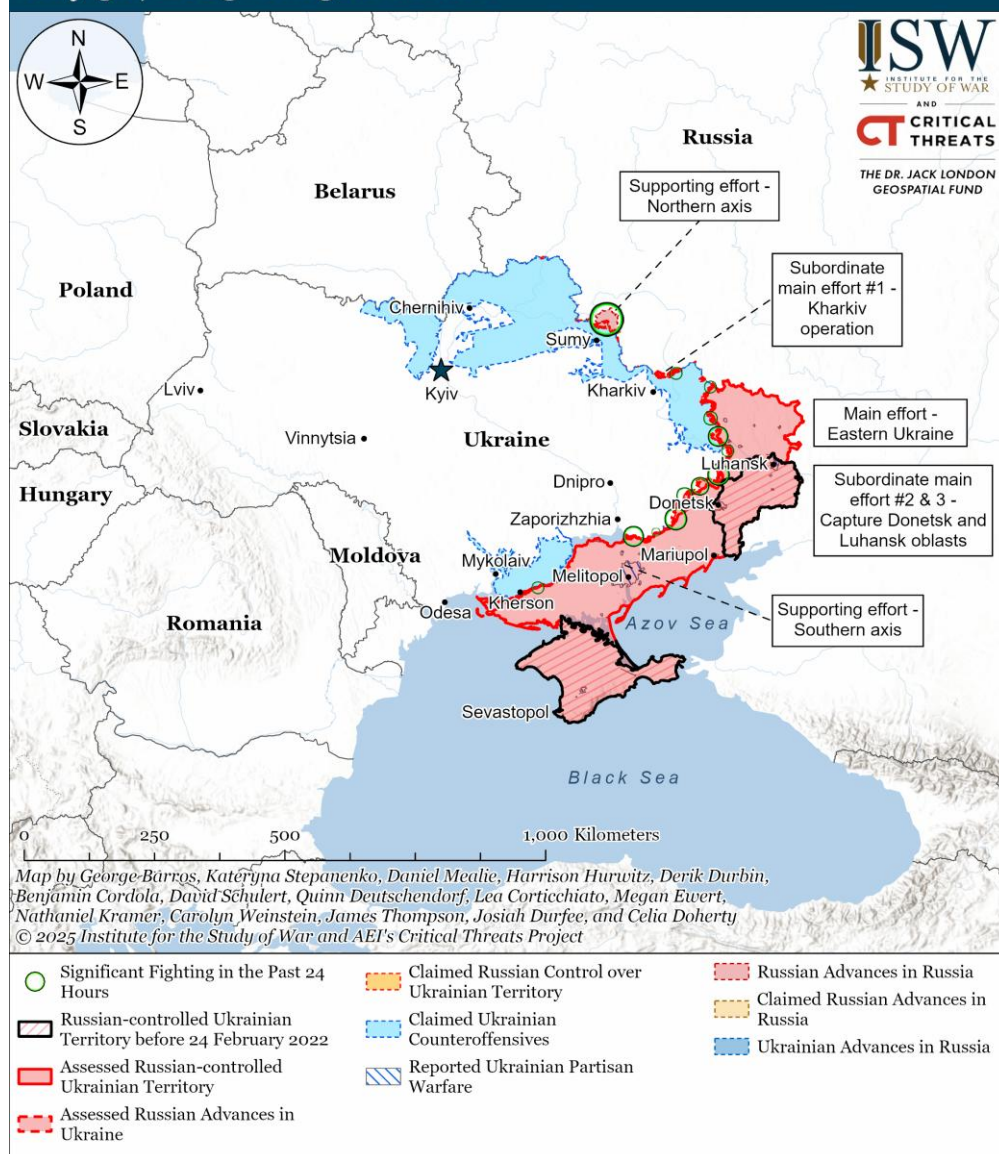 N
W
E
S
ISW
INSTITUTE FOR THE
STUDY OF WAR
AND
CT CRITICAL
THREATS
THE DR. JACK LONDON
GEOSPATIAL FUND
Russia
Belarus
Supporting effort -
Northern axis
Poland
Subordinate
main effort #1 -
Kharkiv
operation
Chernihiv
Sumy
Lviv
Kyiv
Kharkiv
Slovakia
Vinnytsia
Ukraine
Main effort -
Eastern Ukraine
Hungary
Luhansk
Dnipro
Donetsk
Subordinate main
effort #2 & 3 -
Capture Donetsk and
Luhansk oblasts
Zaporizhzhia
Moldova
Mykolaiv
Mariupol
Melitopol
Kherson
Odesa
Romania
Azov Sea
Supporting effort -
Southern axis
Sevastopol
Black Sea
0
250
500
1,000 Kilometers
Map by George Barros, Kateryna Stepanenko, Daniel Mealie, Harrison Hurwitz, Derik Durbin,
Benjamin Cordola, David Schulert, Quinn Deutschendorf, Lea Corticchiato, Megan Ewert,
Nathaniel Kramer, Carolyn Weinstein, James Thompson, Josiah Durfee, and Celia Doherty
© 2025 Institute for the Study of War and AEI's Critical Threats Project
Significant Fighting in the Past 24
Hours
Russian-controlled Ukrainian
Territory before 24 February 2022
Assessed Russian-controlled
Ukrainian Territory
Assessed Russian Advances in
Ukraine
Claimed Russian Control over
Ukrainian Territory
Claimed Ukrainian
Counteroffensives
Reported Ukrainian Partisan
Warfare
Russian Advances in Russia
Claimed Russian Advances in
Russia
Ukrainian Advances in Russia